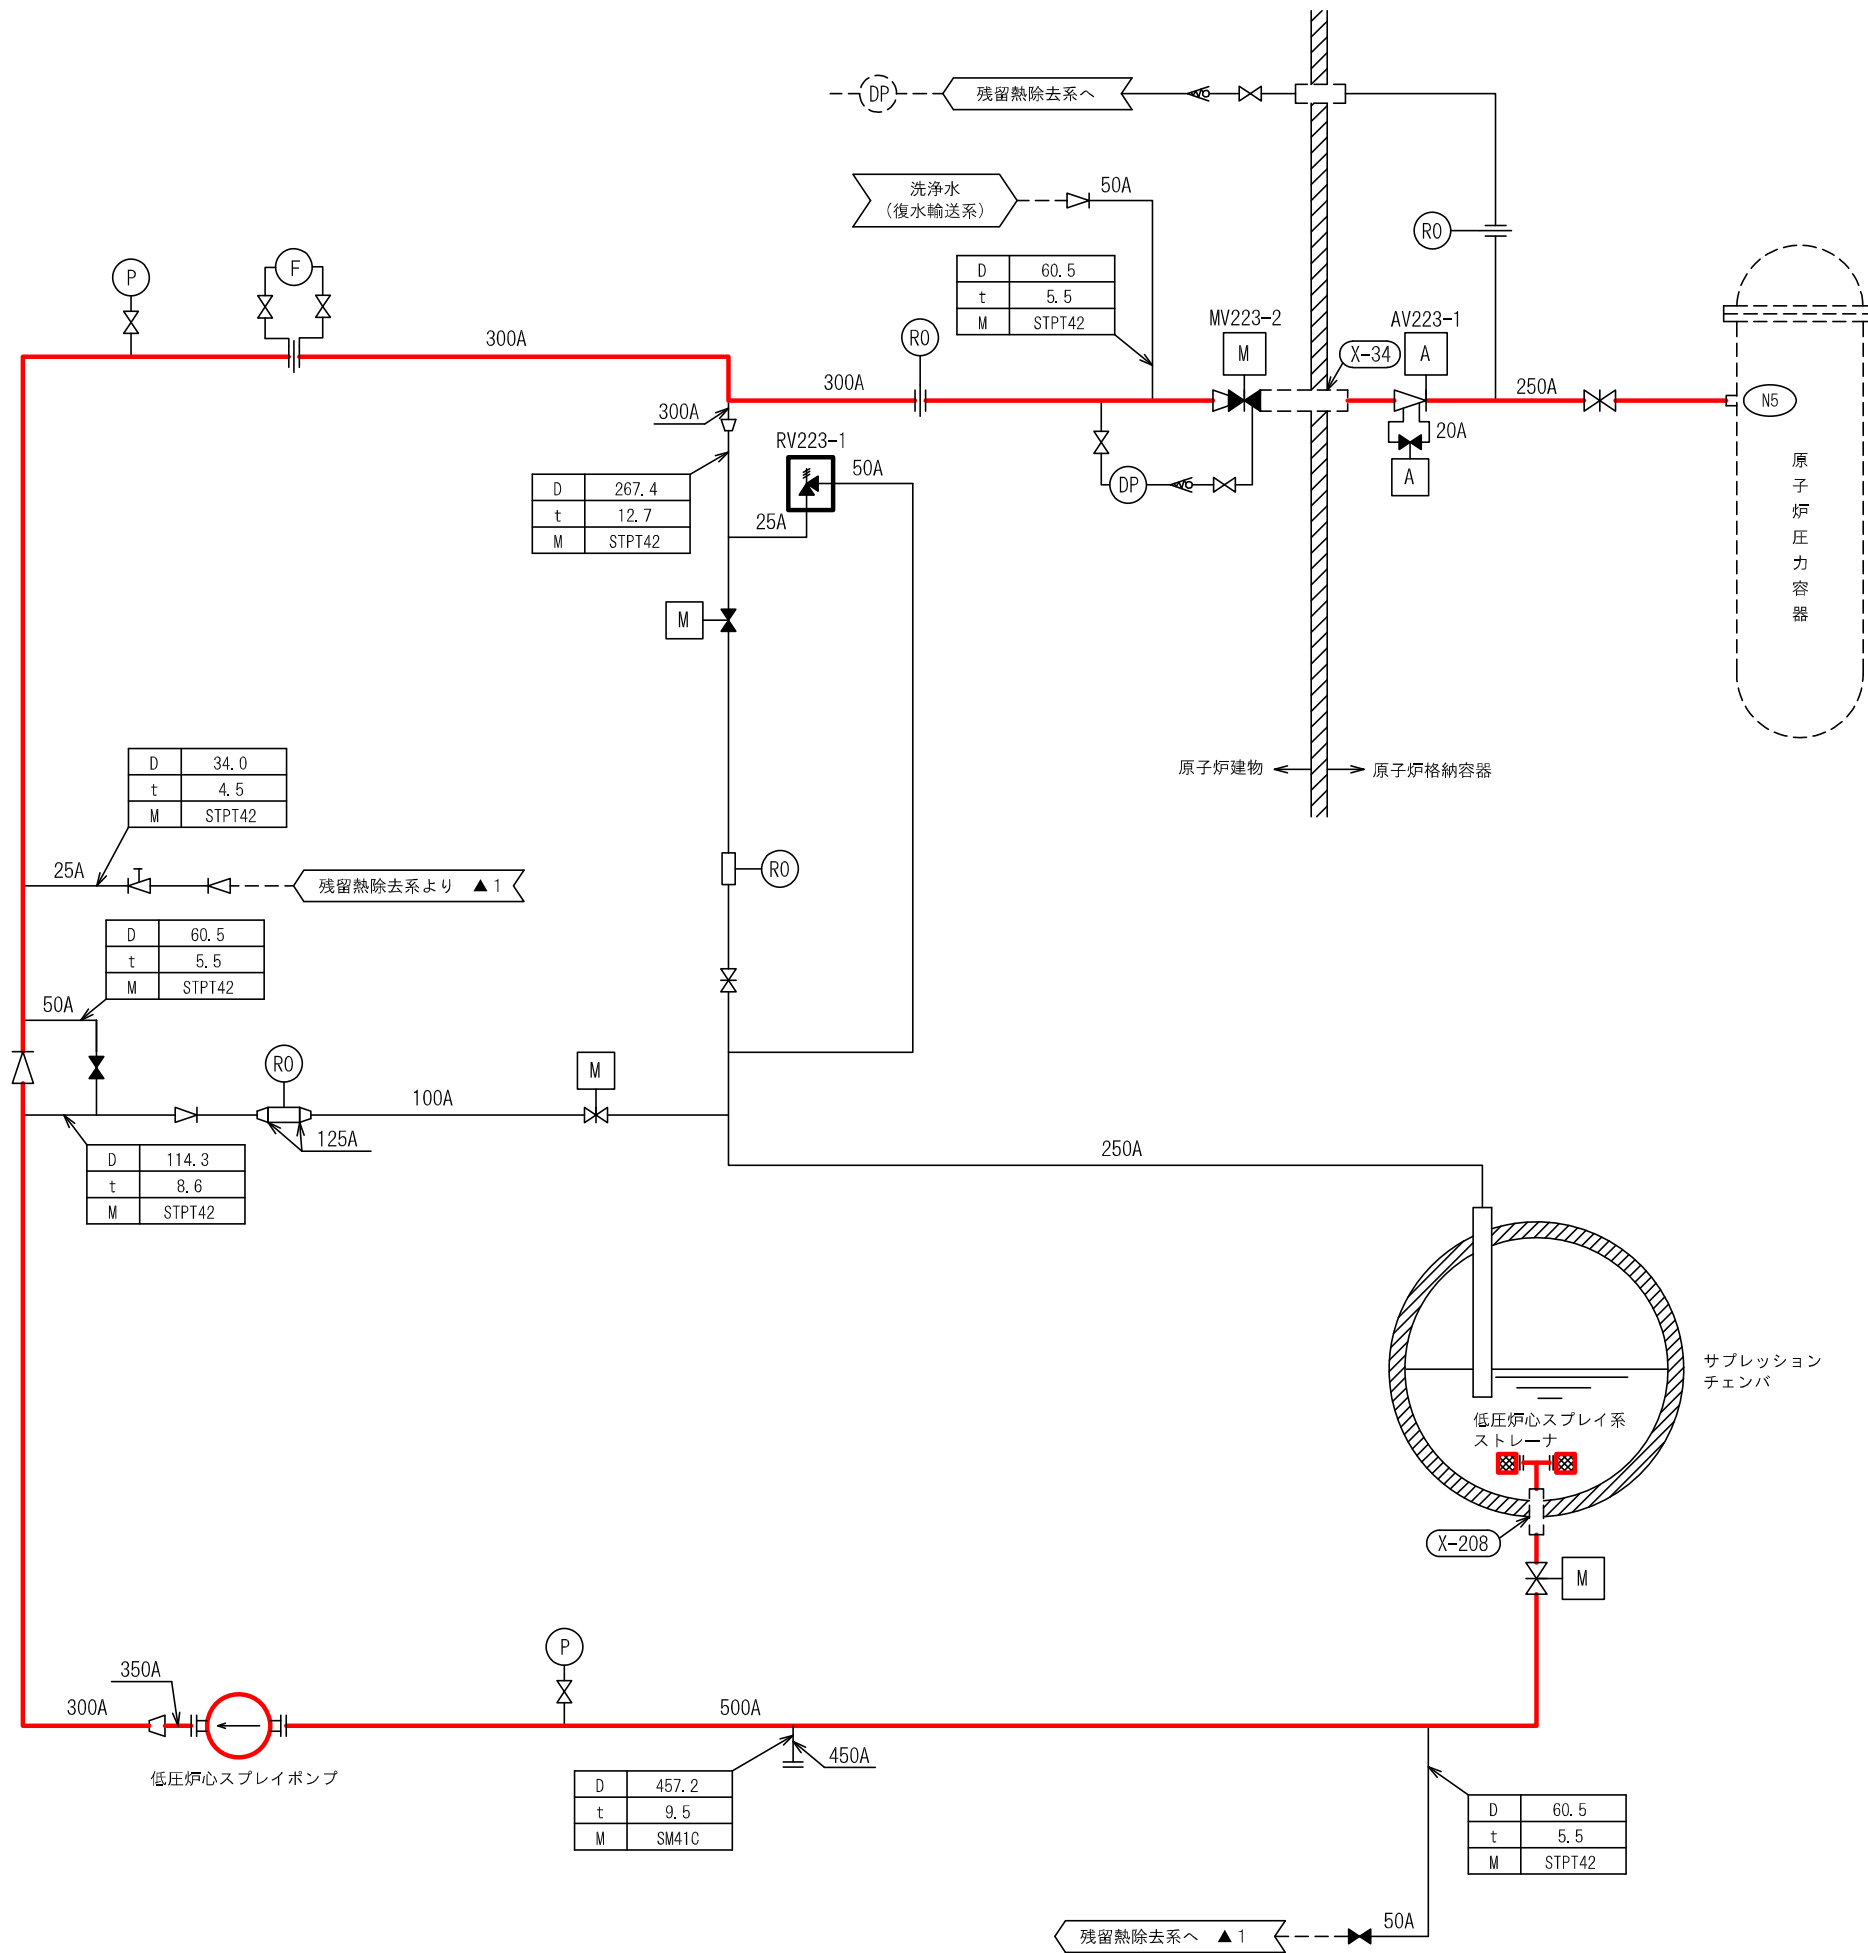 DP
残留熱除去系へ
洗浄水
(復水輸送系)
50A
RO
P
F
300A
D 60.5
t 5.5
M STPT42
RO
300A
MV223-2
M
X-34
AV223-1
A
250A
N5
20A
A
DP
原子炉圧力容器
300A
RV223-1
50A
25A
D 267.4
t 12.7
M STPT42
M
原子炉建物
原子炉格納容器
D 34.0
t 4.5
M STPT42
25A
残留熱除去系より ▲1
RO
D 60.5
t 5.5
M STPT42
50A
RO
100A
M
125A
D 114.3
t 8.6
M STPT42
250A
サプレッション
チェンバ
低圧炉心スプレイ系
ストレーナ
X-208
M
350A
300A
P
500A
低圧炉心スプレイポンプ
450A
D 457.2
t 9.5
M SM41C
D 60.5
t 5.5
M STPT42
残留熱除去系へ ▲1
50A